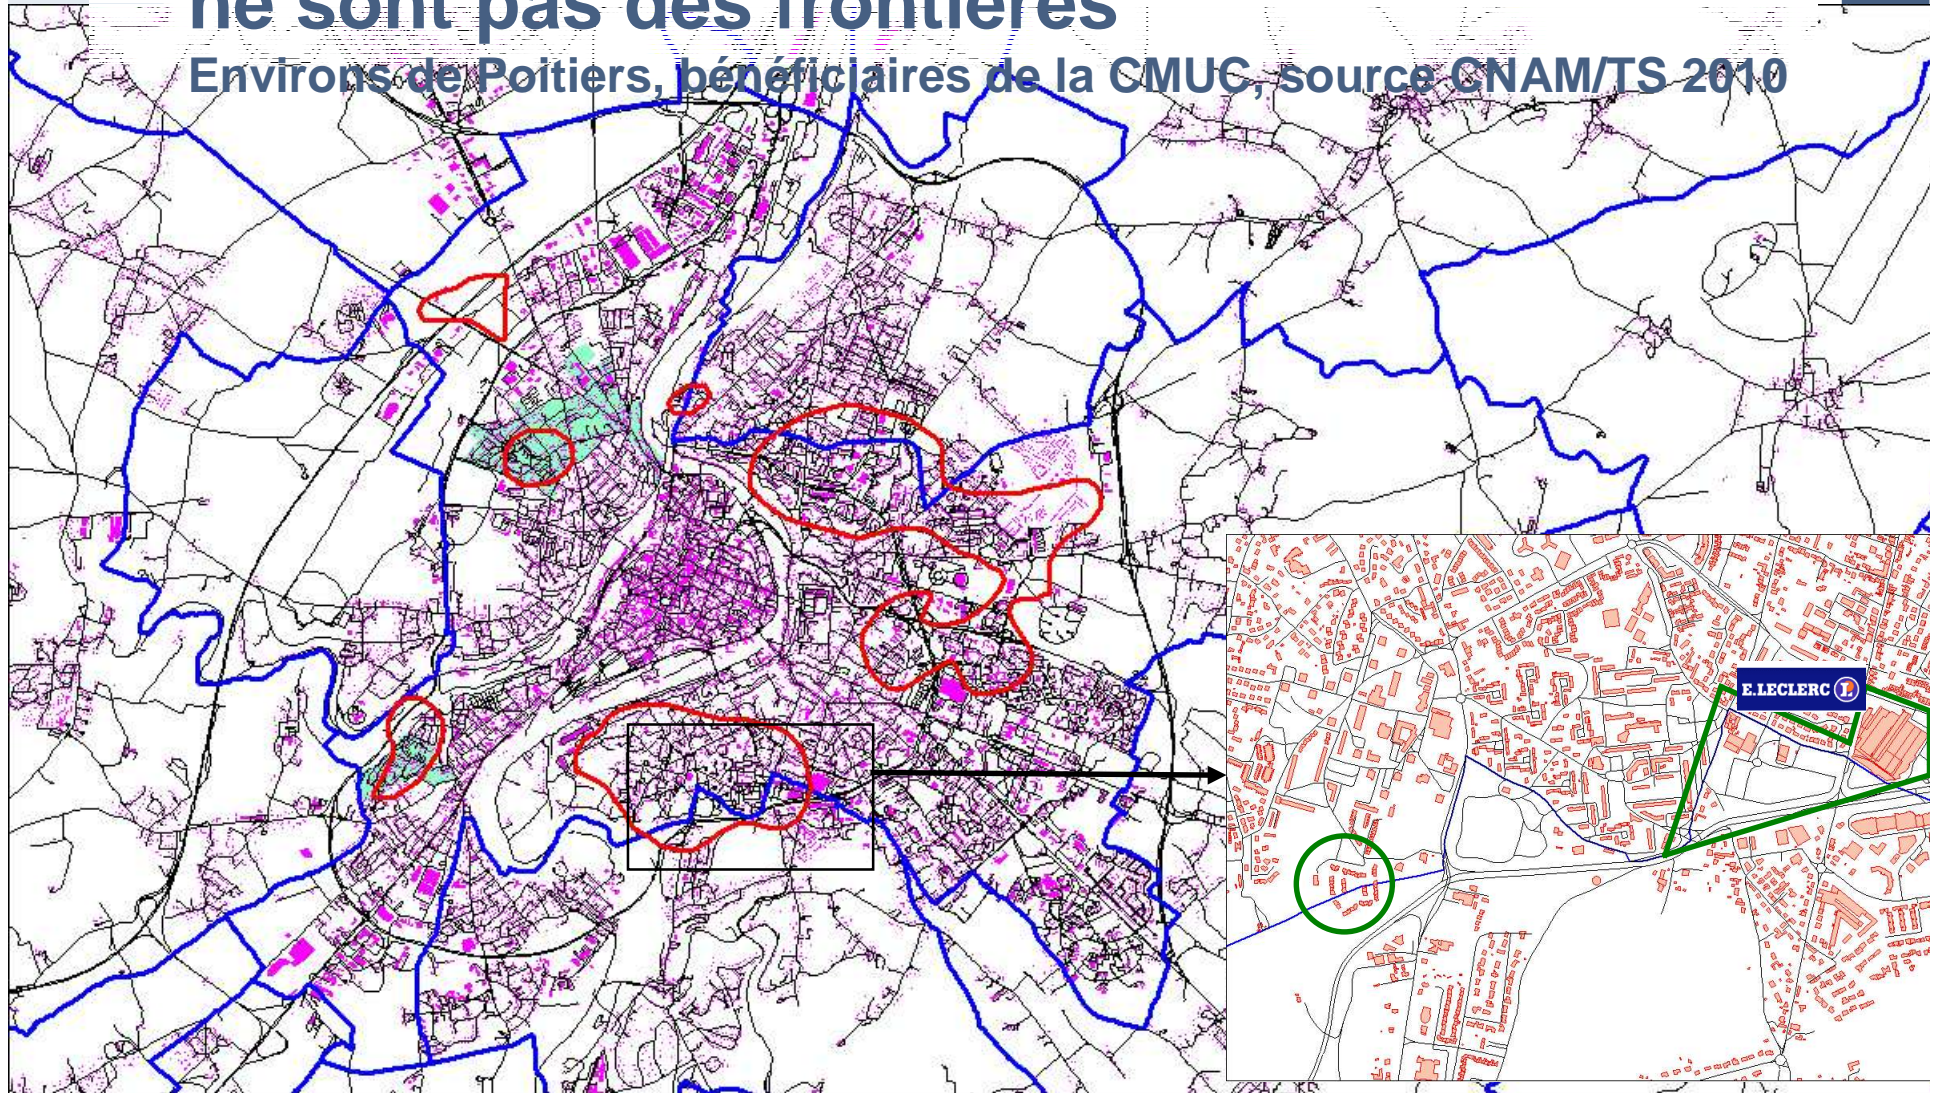 ne sont pas des frontières
Environs de Poitiers, bénéficiaires de la CMUC, source CNAM/TS 2010
E.LECLERC L